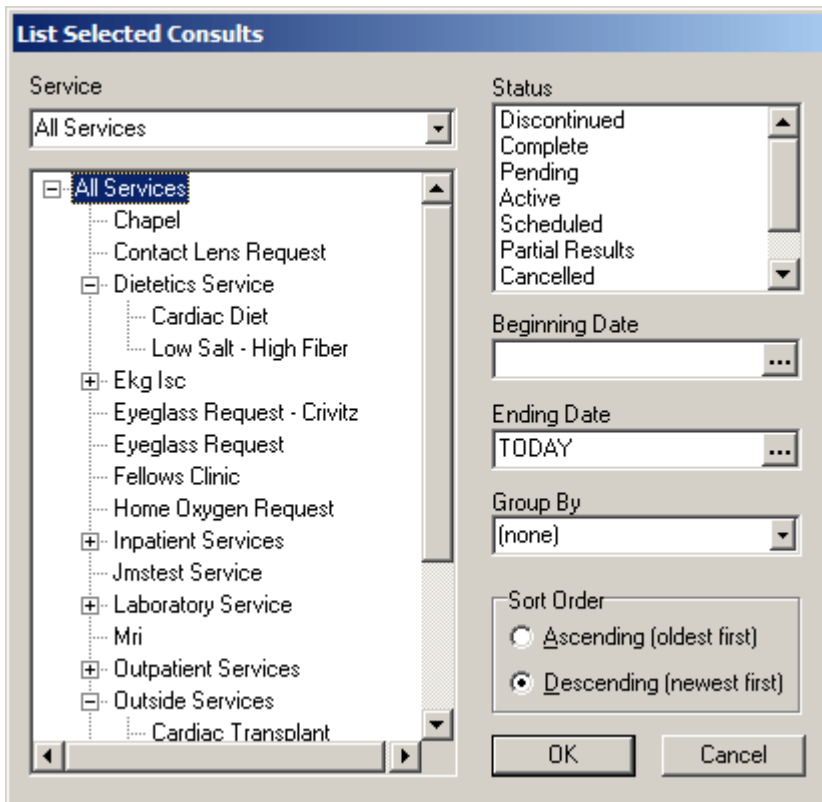 List Selected Consults
Service
All Services
All Services
Chapel
Contact Lens Request
Dietetics Service
Cardiac Diet
Low Salt - High Fiber
Ekg Isc
Eyeglass Request - Crivitz
Eyeglass Request
Fellows Clinic
Home Oxygen Request
Inpatient Services
Jmstest Service
Laboratory Service
Mri
Outpatient Services
Outside Services
Cardiac Transplant
Status
Discontinued
Complete
Pending
Active
Scheduled
Partial Results
Cancelled
Beginning Date
...
Ending Date
TODAY ...
Group By
(none)
Sort Order
Ascending (oldest first)
Descending (newest first)
OK Cancel